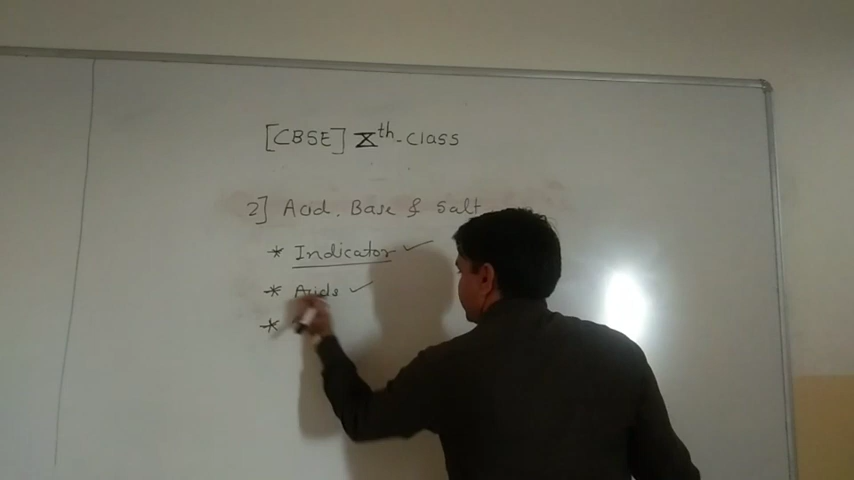 [CBSE] Xth-Class
2] Acid, Base & Salt
* Indicator ✓
* Acids ✓
*